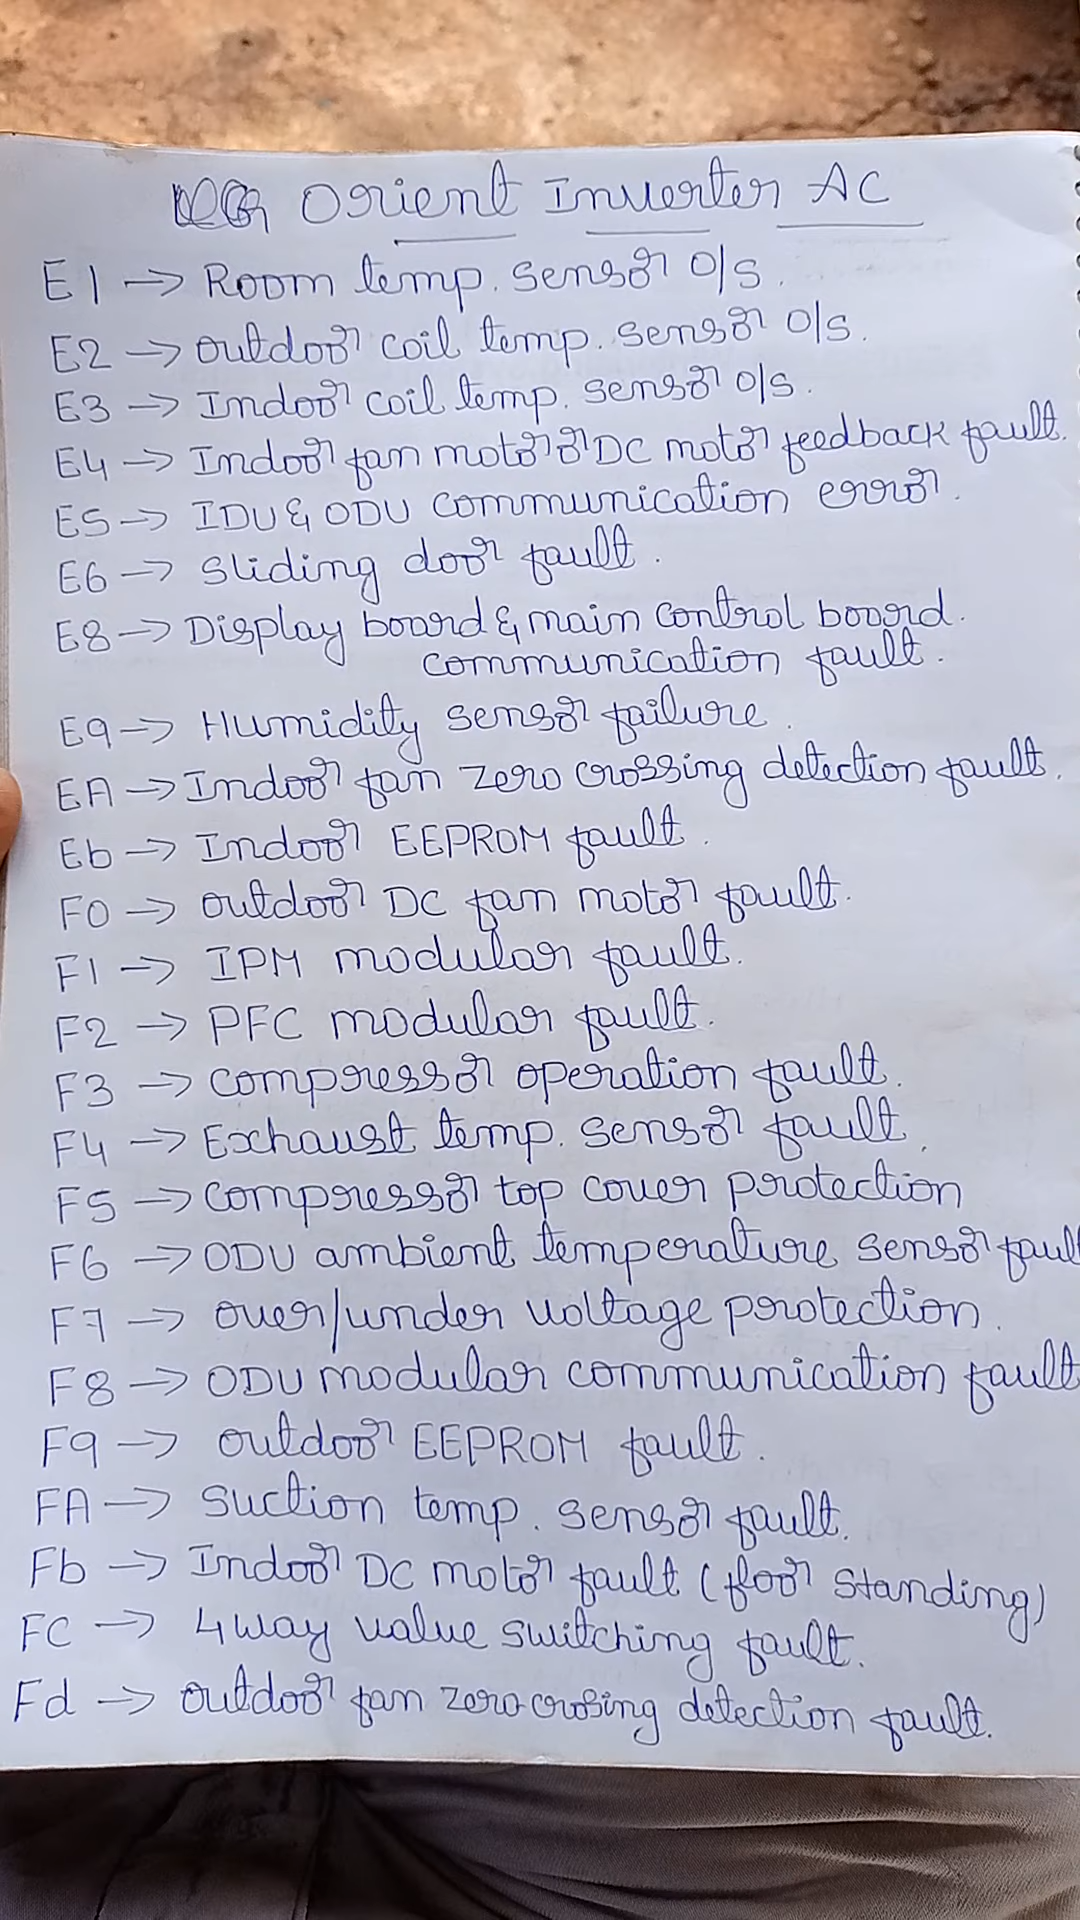 Orient Inverter AC
E1 → Room temp. sensor o/s.
E2 → outdoor coil temp. sensor o/s.
E3 → Indoor coil temp. sensor o/s.
E4 → Indoor fan motor or DC motor feedback fault.
E5 → IDU & ODU communication error.
E6 → Sliding door fault.
E8 → Display board & main control board.
communication fault.
E9 → Humidity sensor failure.
EA → Indoor fan zero crossing detection fault.
Eb → Indoor EEPROM fault.
F0 → outdoor DC fan motor fault.
F1 → IPM modular fault.
F2 → PFC modular fault.
F3 → compressor operation fault.
F4 → Exhaust temp. sensor fault.
F5 → compressor top cover protection
F6 → ODU ambient temperature sensor faul
F7 → over/under voltage protection.
F8 → ODU modular communication fault
F9 → outdoor EEPROM fault.
FA → suction temp. sensor fault.
Fb → Indoor DC motor fault (floor standing)
FC → 4 way value switching fault.
Fd → outdoor fan zero crosing detection fault.